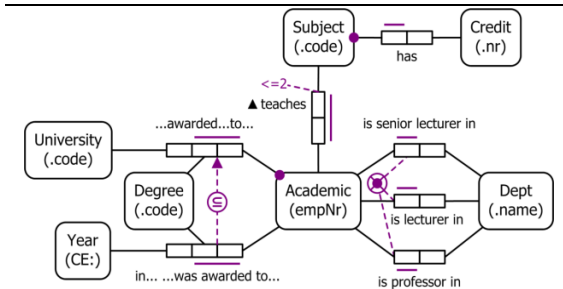 Subject
(.code)
Credit
(.nr)
has
<=2
▲ teaches
...awarded...to...
is senior lecturer in
University
(.code)
Degree
(.code)
Academic
(empNr)
Dept
(.name)
is lecturer in
Year
(CE:)
in... ...was awarded to...
is professor in